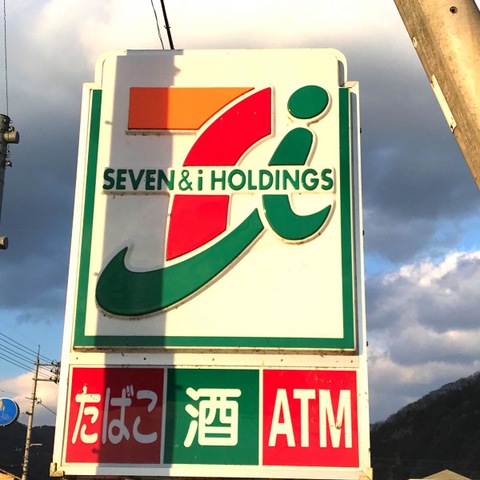 SEVEN&i HOLDINGS
たばこ 酒 ATM